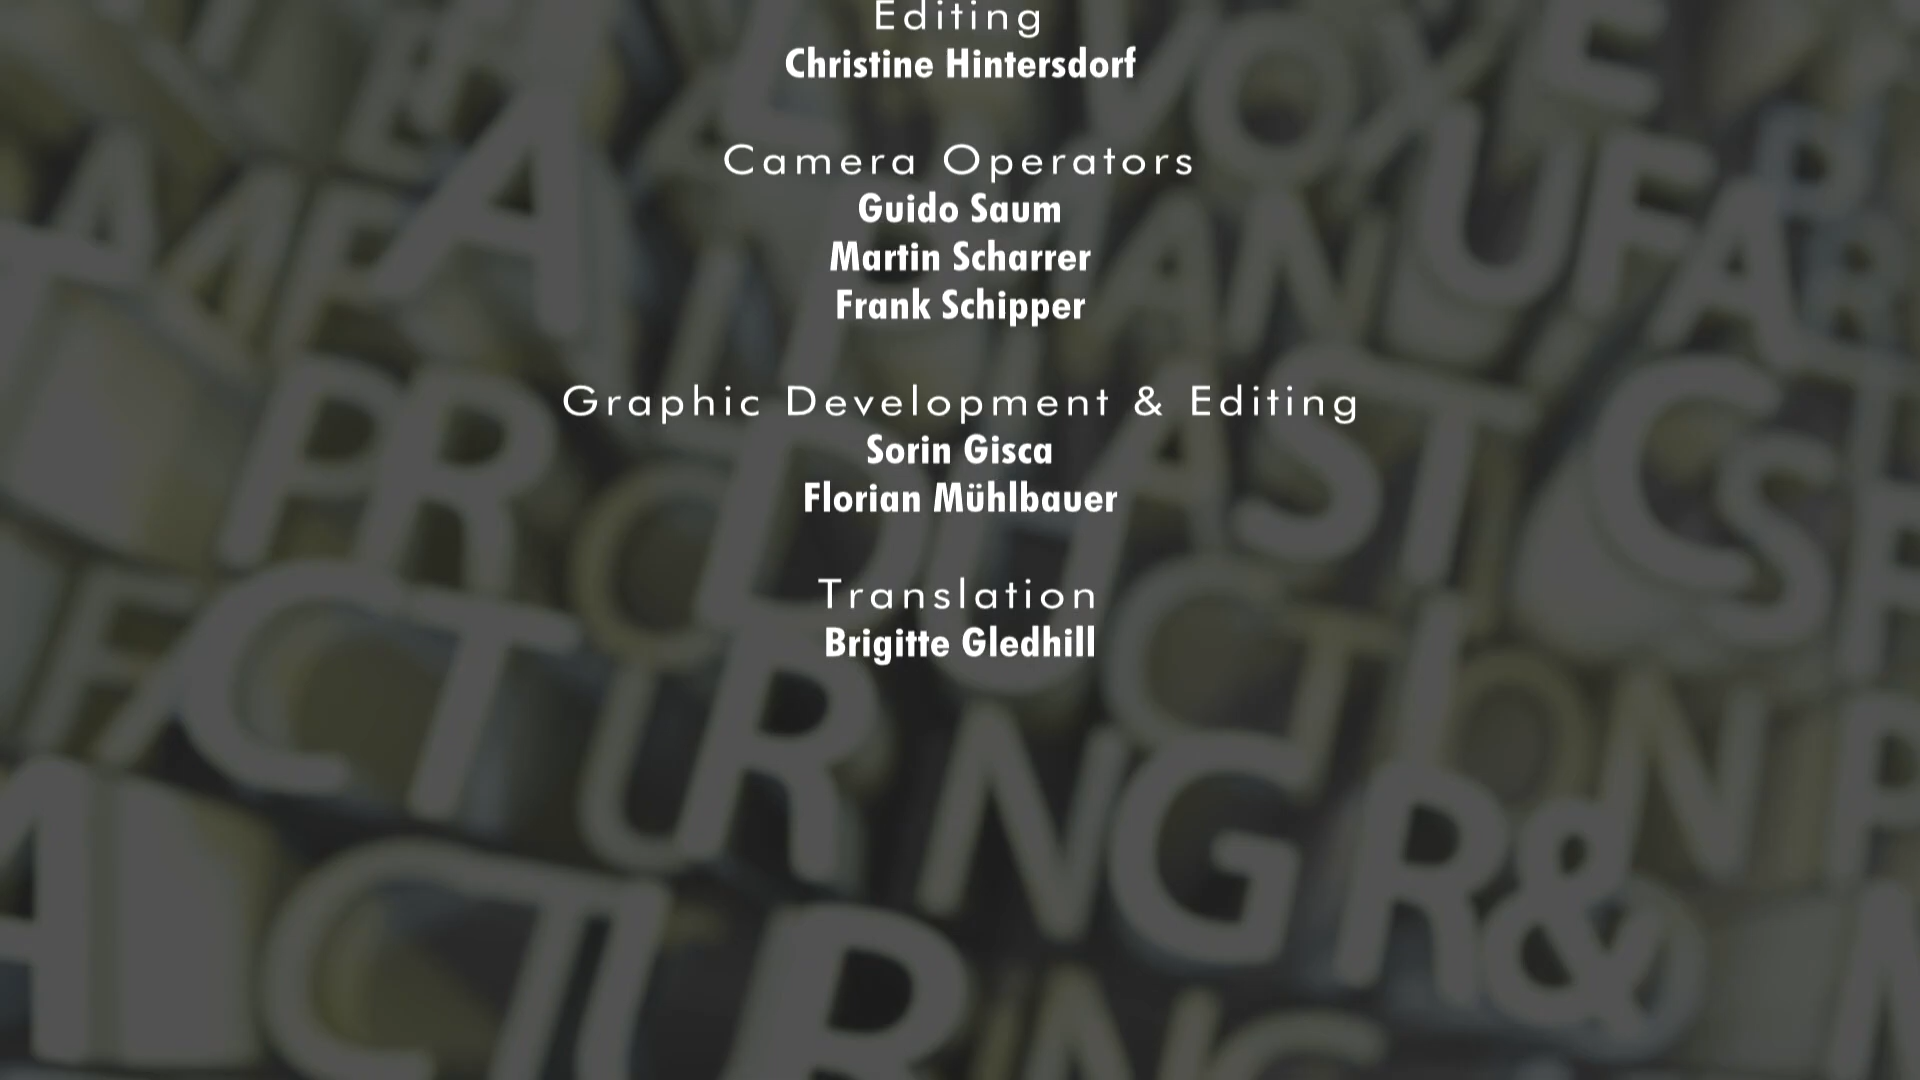 Editing
Christine Hintersdorf
Camera Operators
Guido Saum
Martin Scharrer
Frank Schipper
Graphic Development & Editing
Sorin Gisca
Florian Mühlbauer
Translation
Brigitte Gledhill